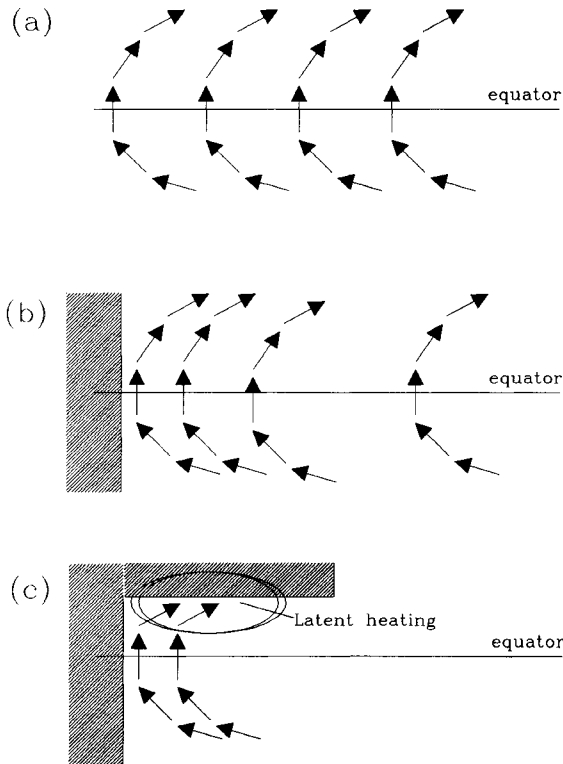 (a)
equator
(b)
equator
(c)
Latent heating
equator